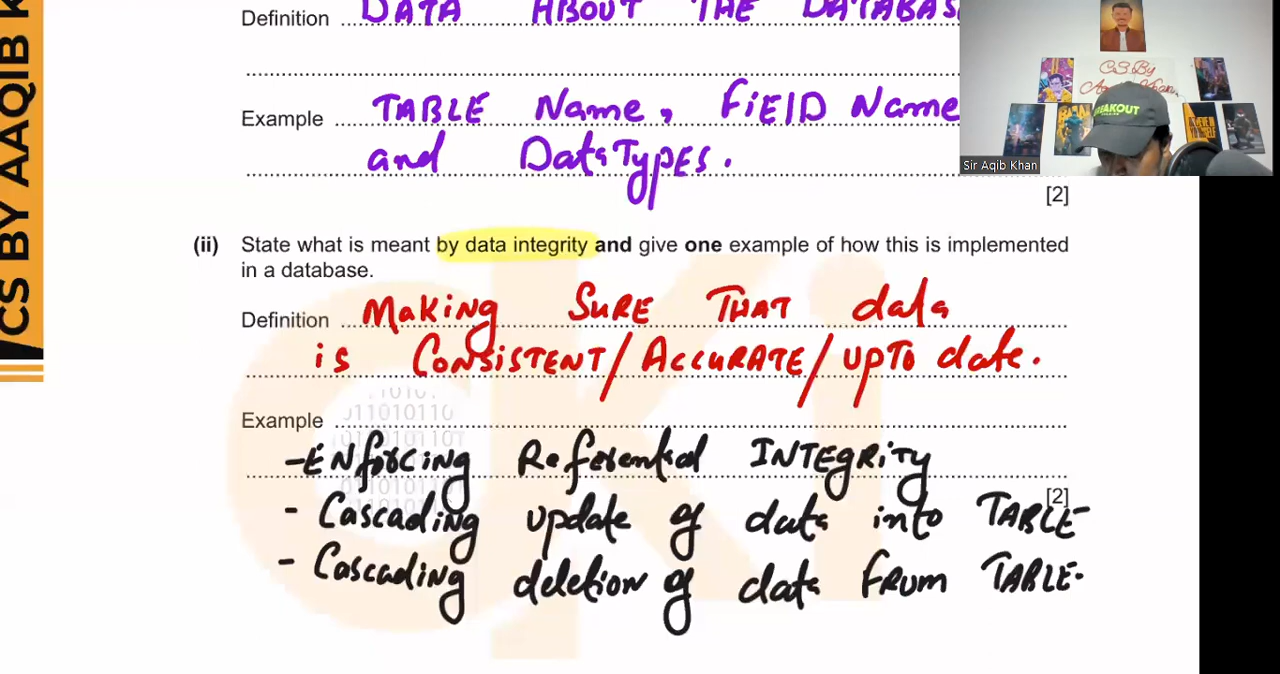 CS BY AAQIB K
Definition DATA ABOUT THE DATABAS
Example TABLE Name, FiElD Name
and DataTypes.
[2]
CS By
BREAKOUT
Sir Aqib Khan
(ii) State what is meant by data integrity and give one example of how this is implemented
in a database.
Definition Making SURE THAT data
is CONSISTENT/ACCURATE/UPTO date.
Example
- ENforcing Referential INTEgRiTy
[2]
- Cascading update of data into TABLE
- Cascading deletion of data FROM TABLE.